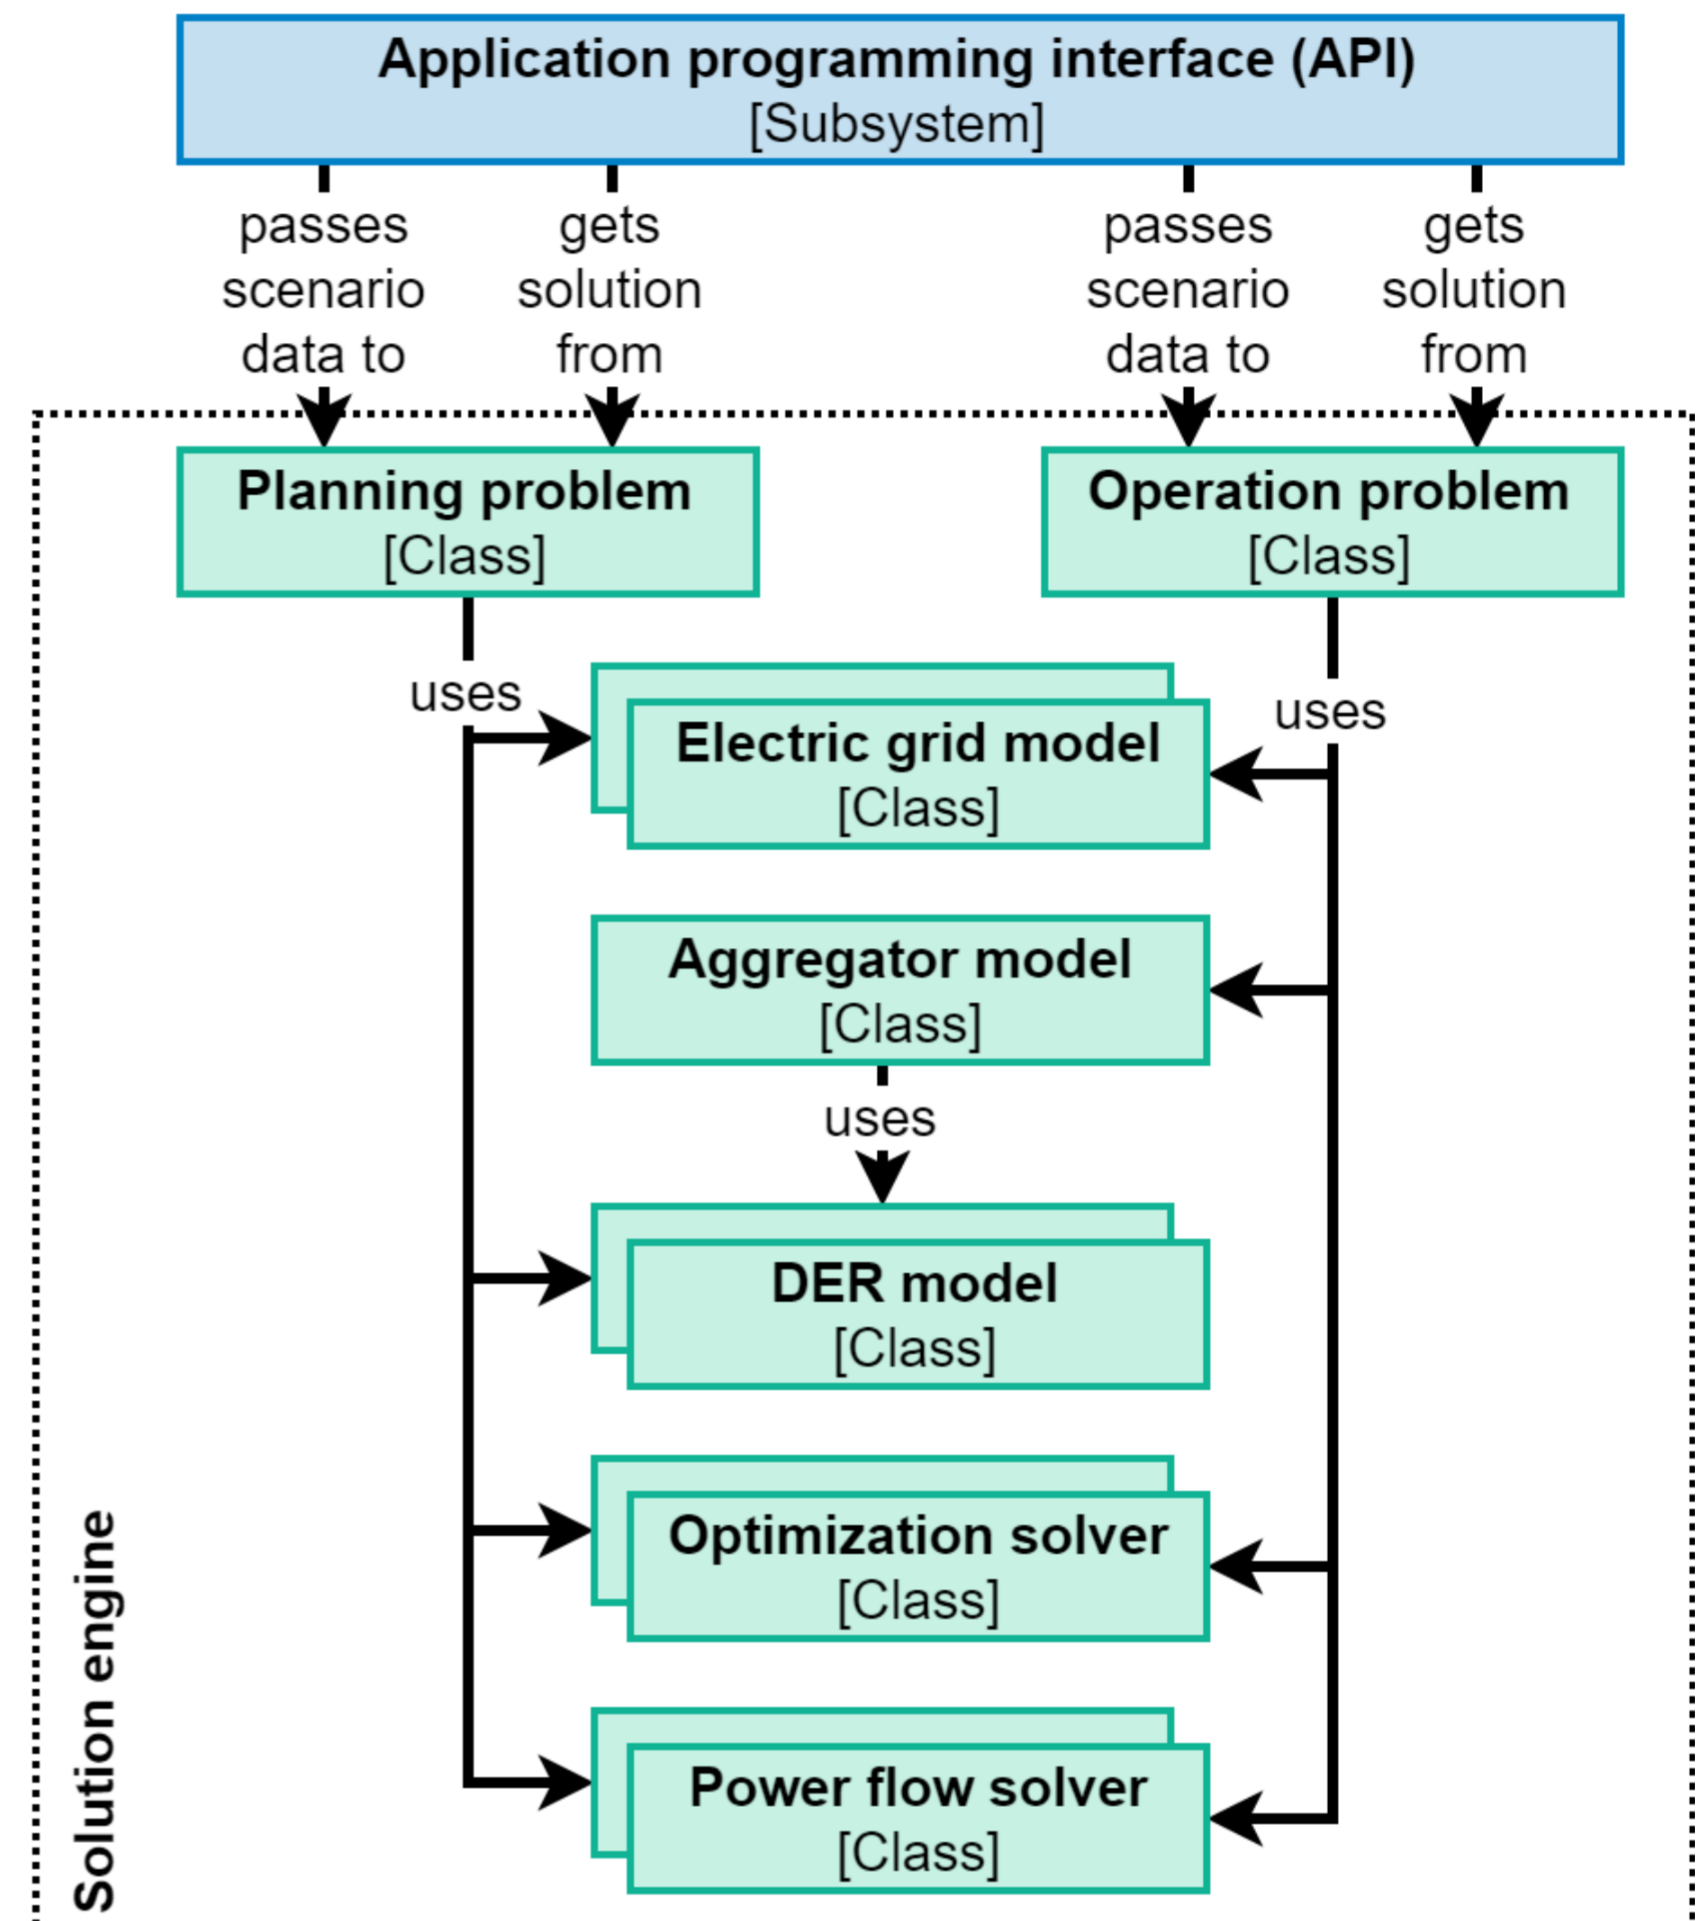 Application programming interface (API)
[Subsystem]
passes
scenario
data to
gets
solution
from
passes
scenario
data to
gets
solution
from
Planning problem
[Class]
Operation problem
[Class]
uses
uses
Electric grid model
[Class]
Aggregator model
[Class]
uses
DER model
[Class]
Optimization solver
[Class]
Power flow solver
[Class]
Solution engine